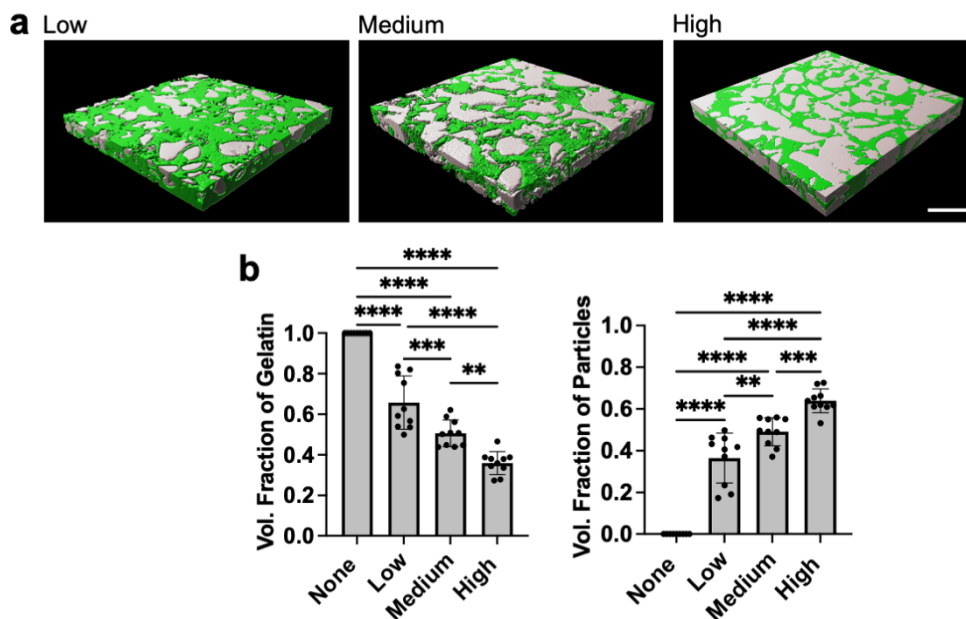 a
Low
Medium
High
b
****
****
**** ****
***
**
Vol. Fraction of Gelatin
1.0
0.8
0.6
0.4
0.2
0.0
None
Low
Medium
High
****
****
**** ***
**
****
Vol. Fraction of Particles
1.0
0.8
0.6
0.4
0.2
0.0
None
Low
Medium
High